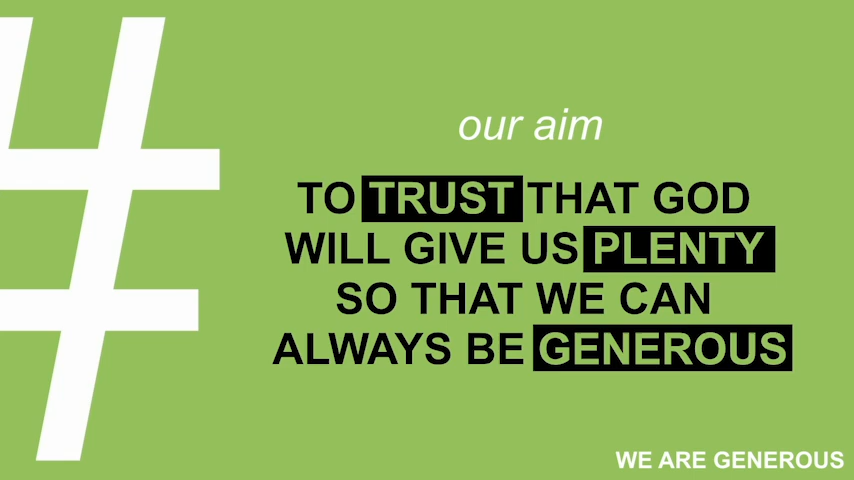 #
our aim
TO TRUST THAT GOD
WILL GIVE US PLENTY
SO THAT WE CAN
ALWAYS BE GENEROUS
WE ARE GENEROUS